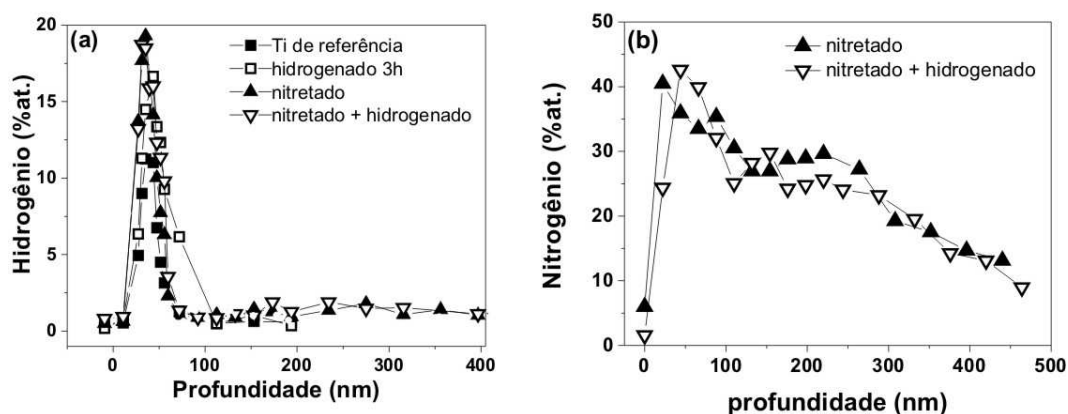 (a)
Ti de referência
hidrogenado 3h
nitretado
nitretado + hidrogenado
Hidrogênio (%at.)
20
15
10
5
0
0 100 200 300 400
Profundidade (nm)
(b)
nitretado
nitretado + hidrogenado
Nitrogênio (%at.)
50
40
30
20
10
0
0 100 200 300 400 500
profundidade (nm)